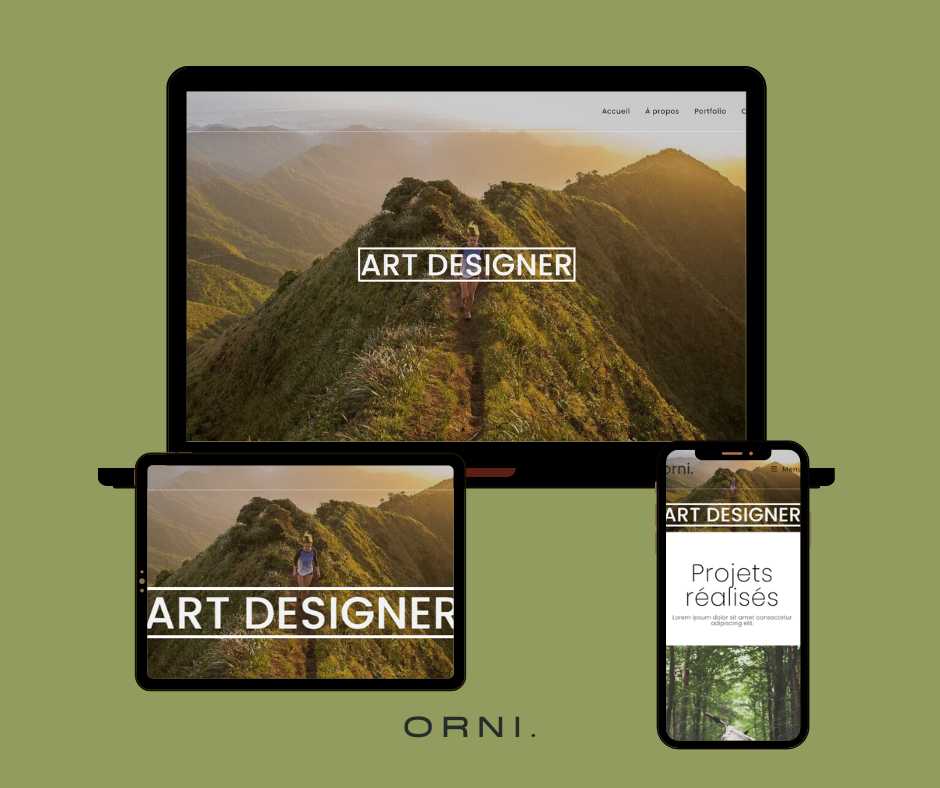 Accueil À propos Portfolio
ART DESIGNER
ART DESIGNER
orni. ☰ Menu
ART DESIGNER
Projets
réalisés
Lorem ipsum dolor sit amet consectetur
adipiscing elit.
ORNI.